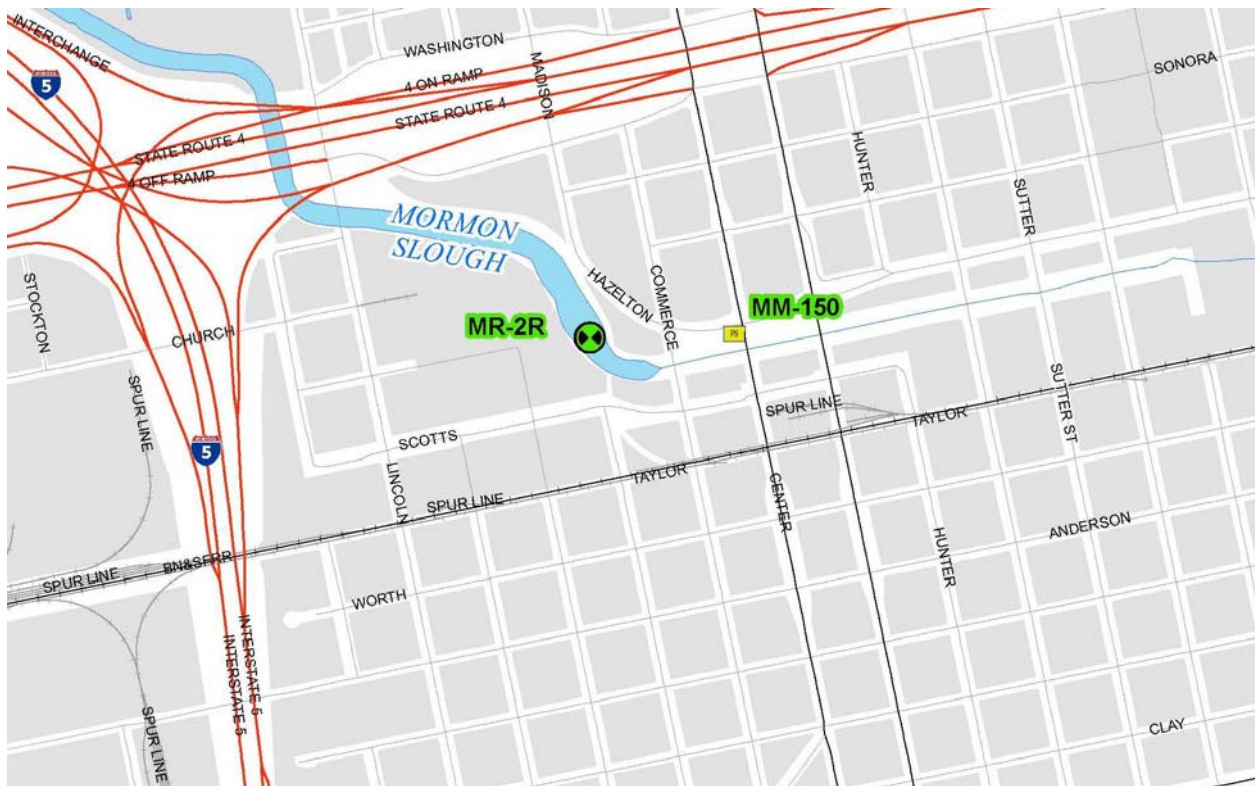 INTERCHANGE
WASHINGTON
MADISON
SONORA
5
4 ON RAMP
STATE ROUTE 4
STATE ROUTE 4
4 OFF RAMP
HUNTER
SUTTER
MORMON
SLOUGH
STOCKTON
HAZELTON
COMMERCE
CHURCH
MR-2R
MM-150
PS
SPUR LINE
SUTTER ST
SPUR LINE
TAYLOR
SCOTTS
5
LINCOLN
SPUR LINE
TAYLOR
CENTER
ANDERSON
HUNTER
BN&SFRR
SPUR LINE
WORTH
INTERSTATE 5
INTERSTATE 5
SPUR LINE
CLAY